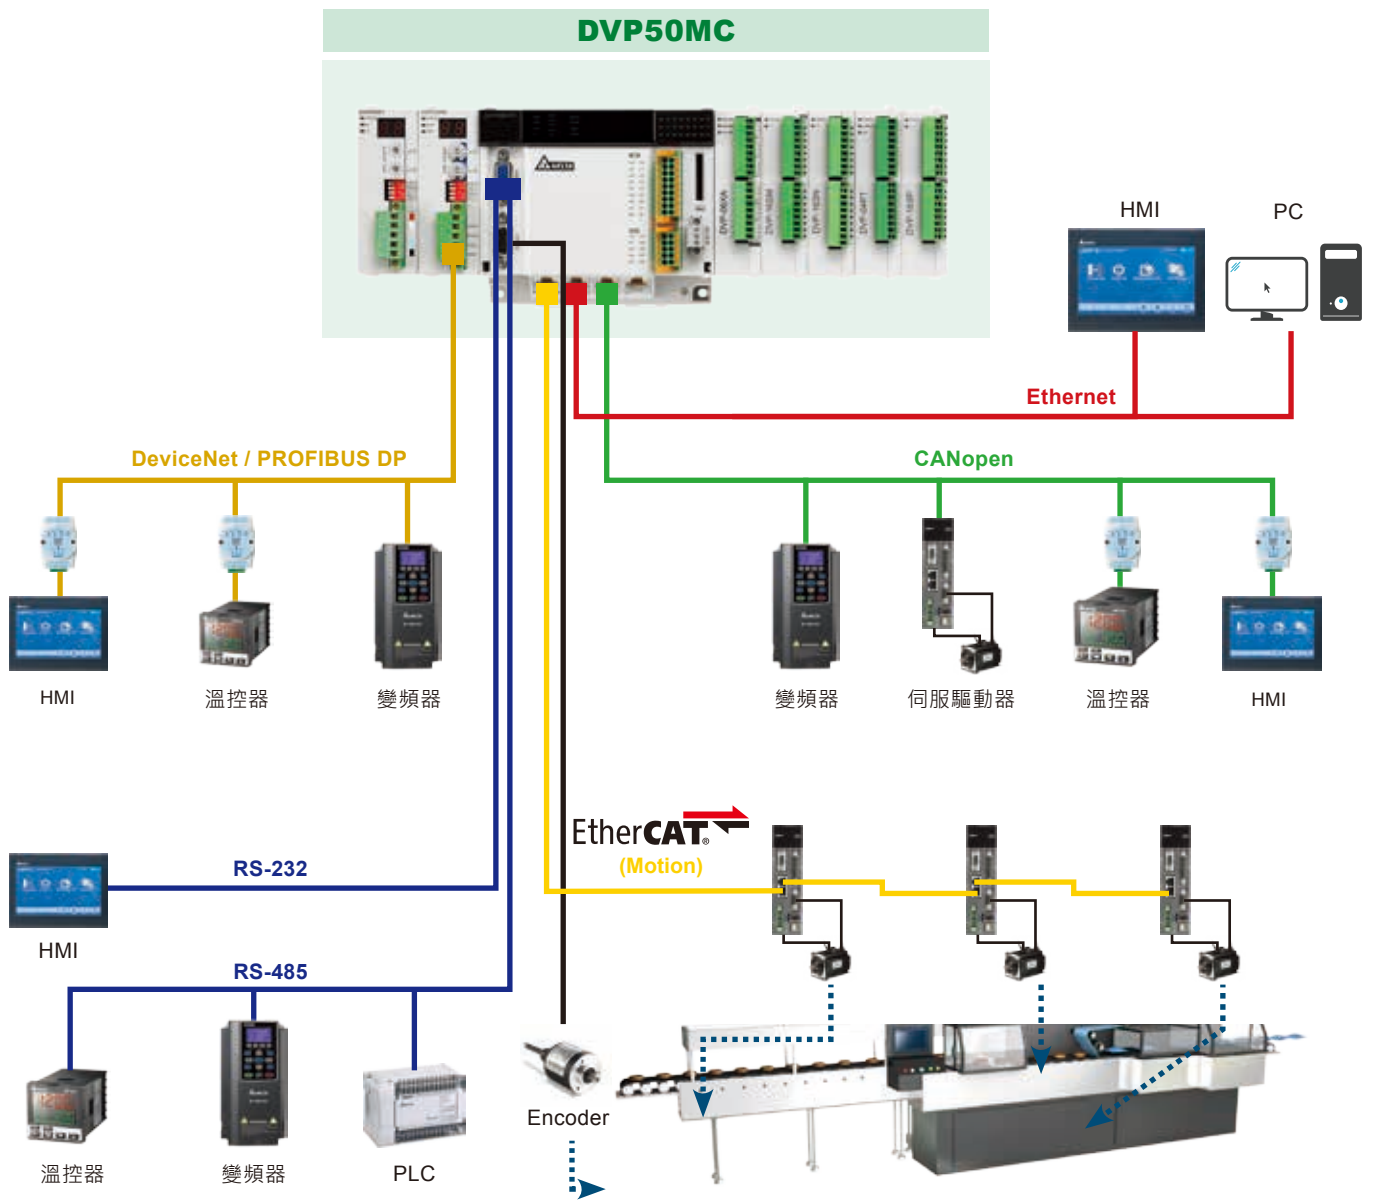 DVP50MC
HMI
PC
Ethernet
DeviceNet / PROFIBUS DP
CANopen
HMI
溫控器
變頻器
變頻器
伺服驅動器
溫控器
HMI
EtherCAT®
(Motion)
RS-232
HMI
RS-485
Encoder
溫控器
變頻器
PLC